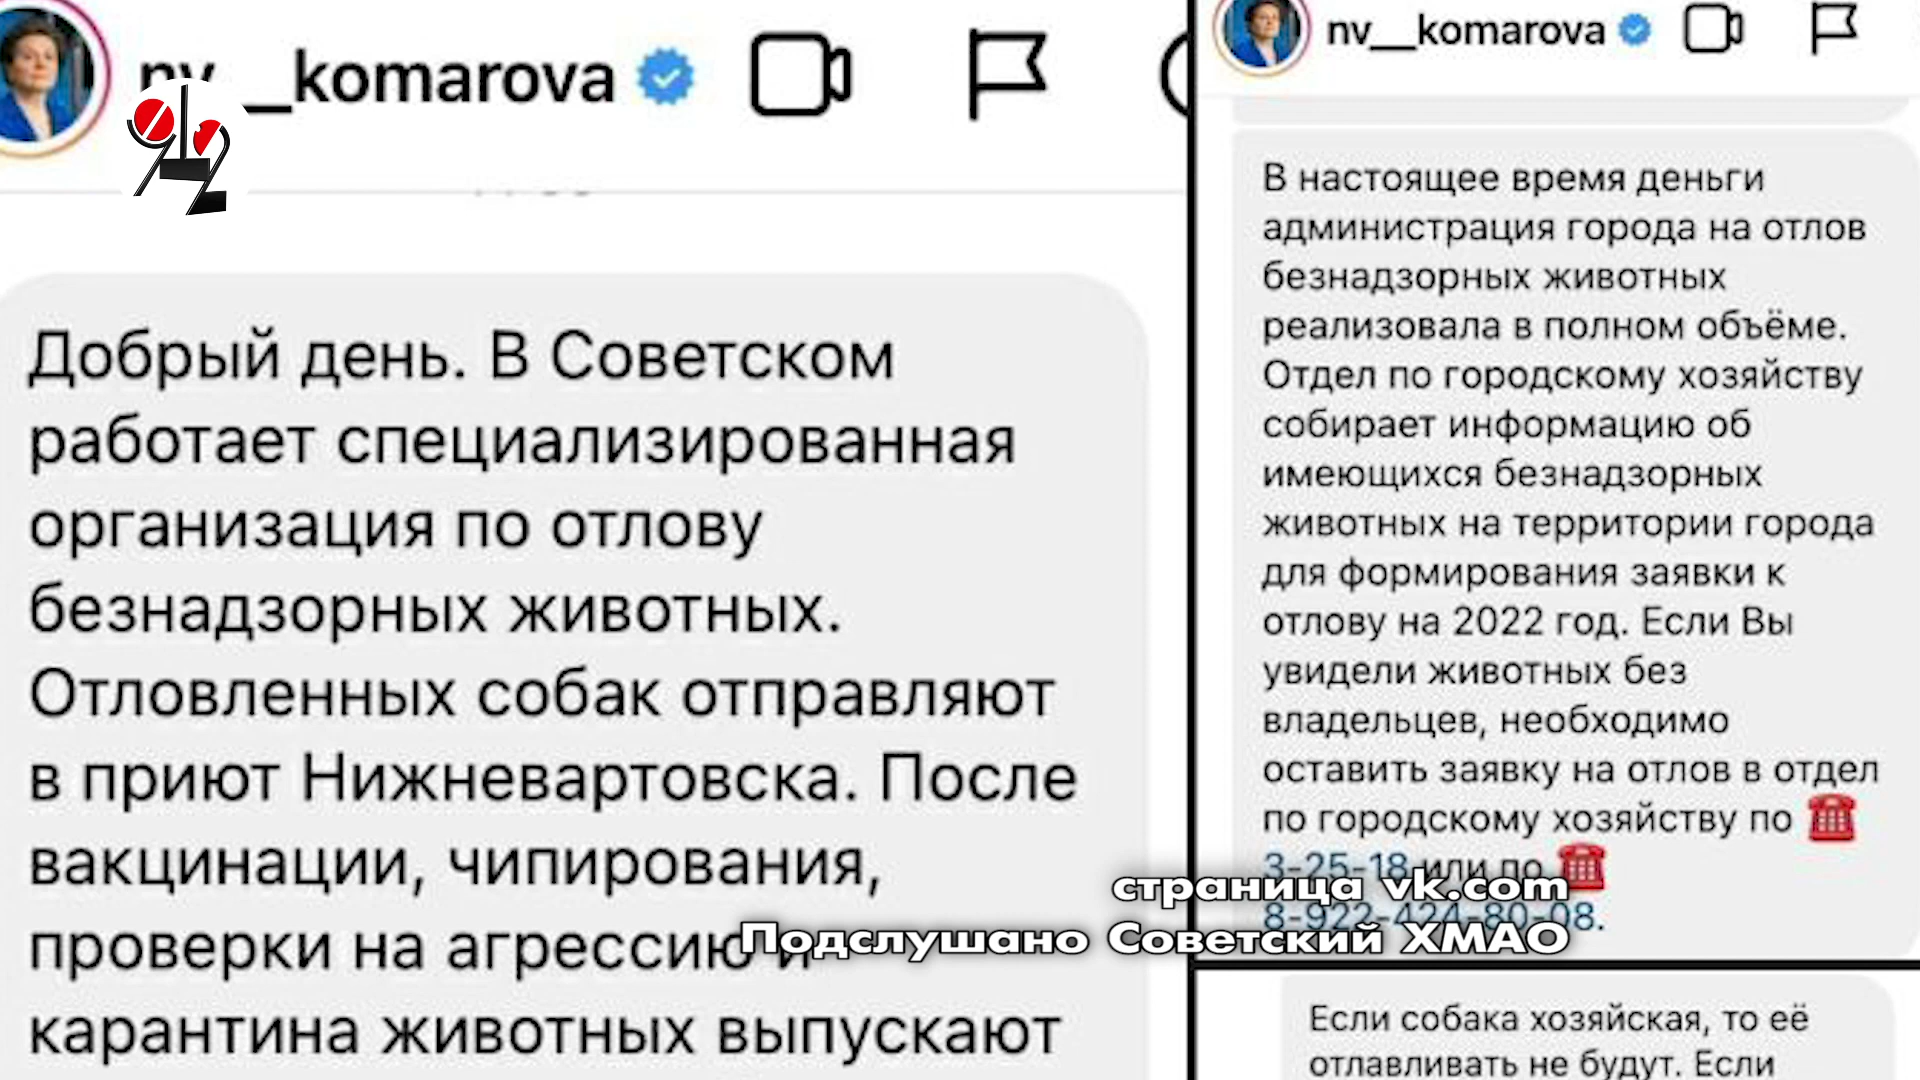 nv__komarova
Добрый день. В Советском
работает специализированная
организация по отлову
безнадзорных животных.
Отловленных собак отправляют
в приют Нижневартовска. После
вакцинации, чипирования,
проверки на агрессию и
карантина животных выпускают
nv__komarova
В настоящее время деньги
администрация города на отлов
безнадзорных животных
реализовала в полном объёме.
Отдел по городскому хозяйству
собирает информацию об
имеющихся безнадзорных
животных на территории города
для формирования заявки к
отлову на 2022 год. Если Вы
увидели животных без
владельцев, необходимо
оставить заявку на отлов в отдел
по городскому хозяйству по ☎️
3-25-18 или по ☎️
8-922-424-80-08.
Если собака хозяйская, то её
отлавливать не будут. Если
страница vk.com
Подслушано Советский ХМАО